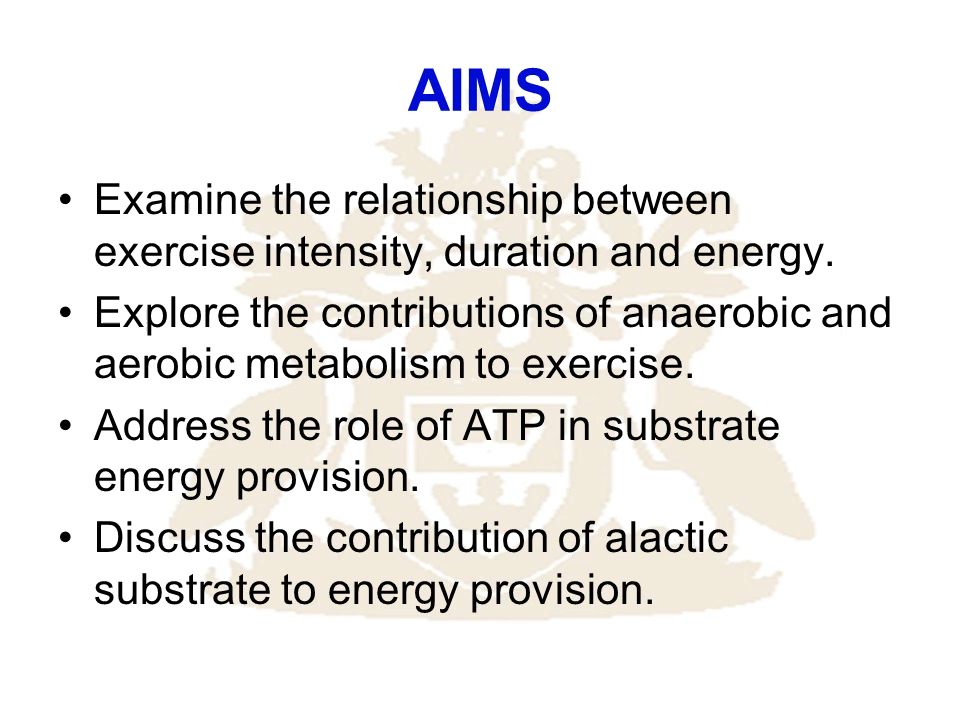 AIMS
• Examine the relationship between
exercise intensity, duration and energy.
• Explore the contributions of anaerobic and
aerobic metabolism to exercise.
• Address the role of ATP in substrate
energy provision.
• Discuss the contribution of alactic
substrate to energy provision.